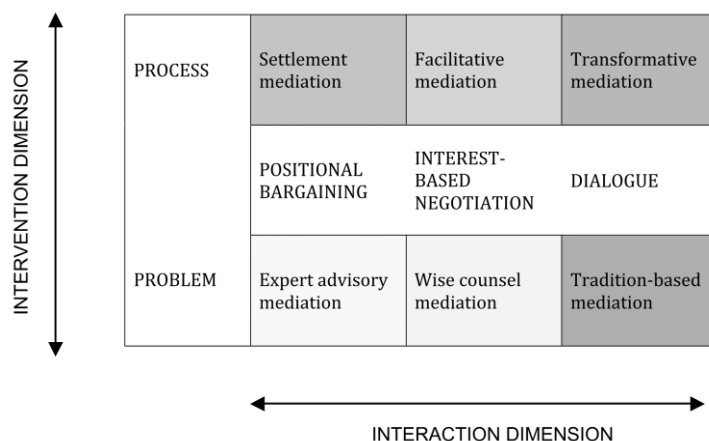 INTERVENTION DIMENSION
PROCESS
Settlement
mediation
Facilitative
mediation
Transformative
mediation
POSITIONAL
BARGAINING
INTEREST-
BASED
NEGOTIATION
DIALOGUE
PROBLEM
Expert advisory
mediation
Wise counsel
mediation
Tradition-based
mediation
INTERACTION DIMENSION